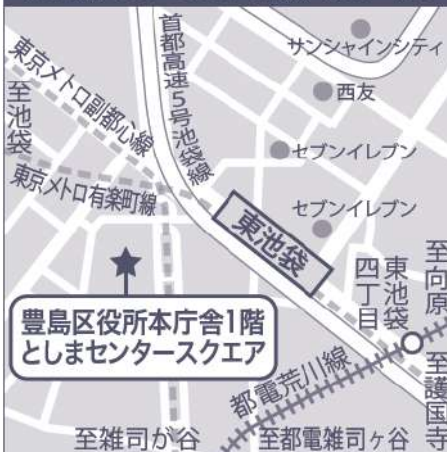 サンシャインシティ
西友
セブンイレブン
セブンイレブン
首都高速5号池袋線
東京メトロ副都心線
至池袋
東京メトロ有楽町線
東池袋
東池袋
四丁目
至向原
豊島区役所本庁舎1階
としまセンタースクエア
都電荒川線
至護国寺
至雑司が谷
至都電雑司ヶ谷